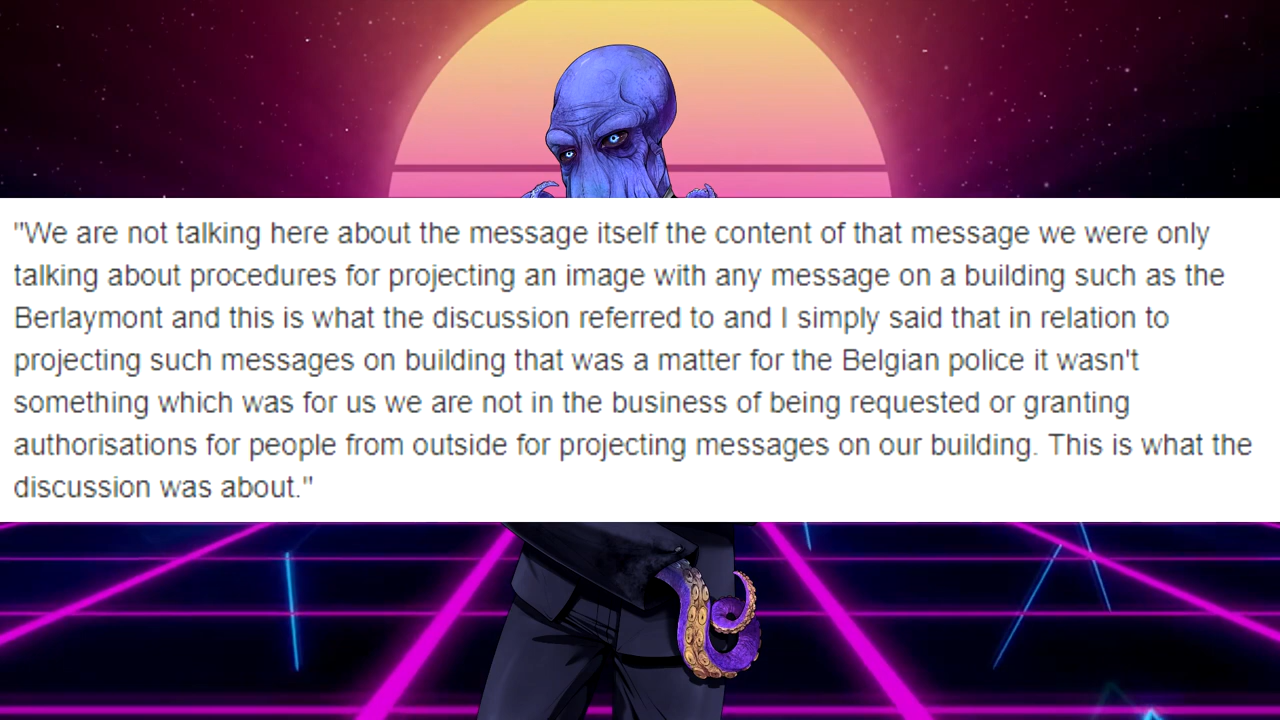 "We are not talking here about the message itself the content of that message we were only
talking about procedures for projecting an image with any message on a building such as the
Berlaymont and this is what the discussion referred to and I simply said that in relation to
projecting such messages on building that was a matter for the Belgian police it wasn't
something which was for us we are not in the business of being requested or granting
authorisations for people from outside for projecting messages on our building. This is what the
discussion was about."